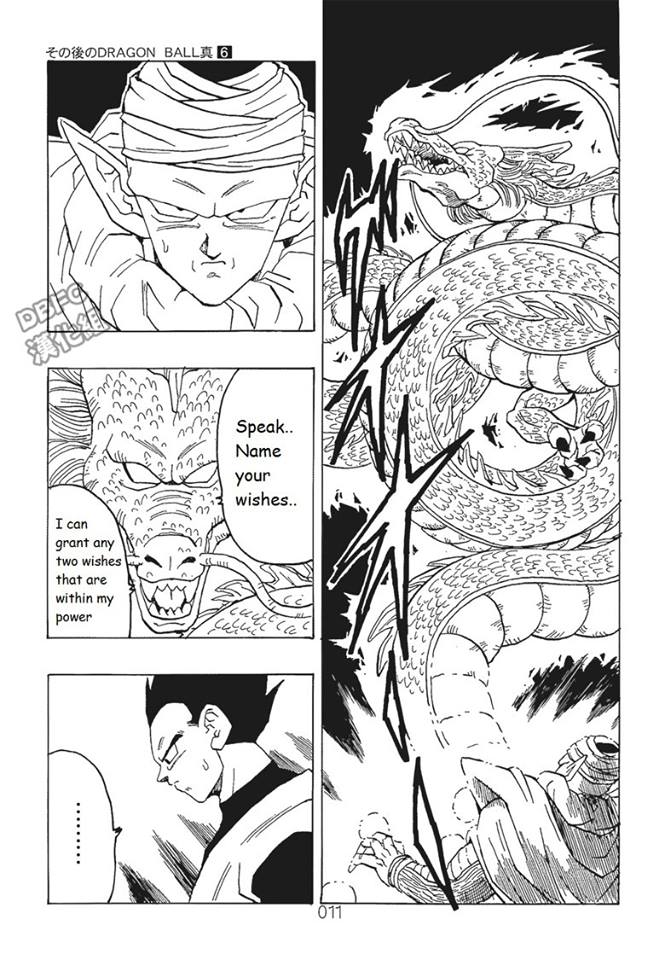 その後のDRAGON BALL真 6
Speak..
Name
your
wishes..
I can
grant any
two wishes
that are
within my
power
..........
DBFC
漢化組
011